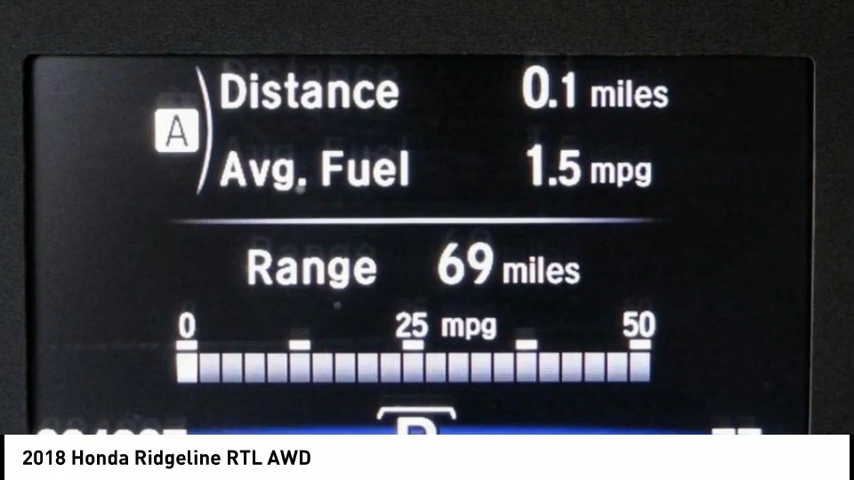 Distance 0.1 miles
A
Avg. Fuel 1.5 mpg
Range 69 miles
0 25 mpg 50
2018 Honda Ridgeline RTL AWD